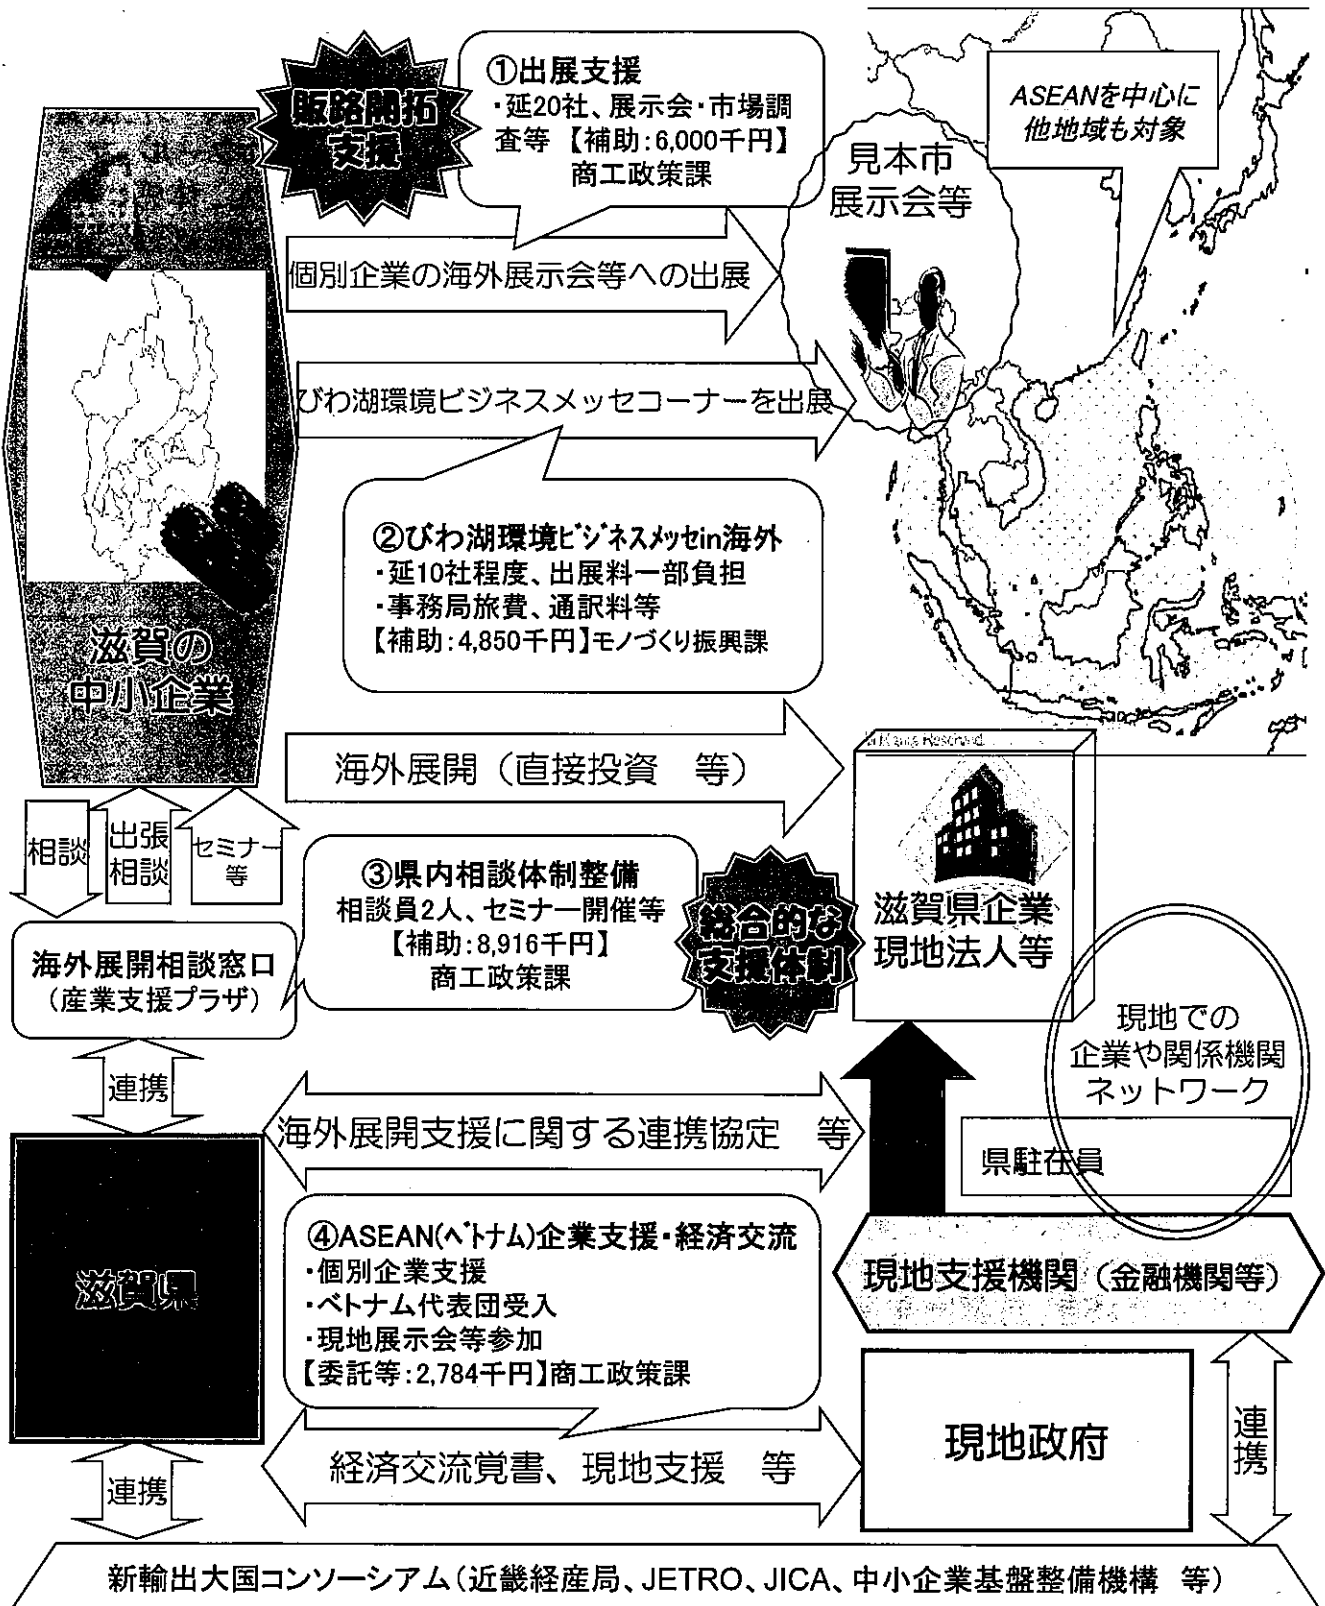 販路開拓
支援
①出展支援
・延20社、展示会・市場調
査等 【補助：6,000千円】
商工政策課
ASEANを中心に
他地域も対象
見本市
展示会等
個別企業の海外展示会等への出展
びわ湖環境ビジネスメッセコーナーを出展
②びわ湖環境ビジネスメッセin海外
・延10社程度、出展料一部負担
・事務局旅費、通訳料等
【補助：4,850千円】モノづくり振興課
滋賀の
中小企業
海外展開（直接投資　等）
相談
出張
相談
セミナー
等
③県内相談体制整備
相談員2人、セミナー開催等
【補助：8,916千円】
商工政策課
総合的な
支援体制
滋賀県企業
現地法人等
海外展開相談窓口
（産業支援プラザ）
現地での
企業や関係機関
ネットワーク
連携
海外展開支援に関する連携協定　等
県駐在員
滋賀県
④ASEAN(ベトナム)企業支援・経済交流
・個別企業支援
・ベトナム代表団受入
・現地展示会等参加
【委託等：2,784千円】商工政策課
現地支援機関（金融機関等）
現地政府
連携
経済交流覚書、現地支援　等
連携
新輸出大国コンソーシアム（近畿経産局、JETRO、JICA、中小企業基盤整備機構　等）